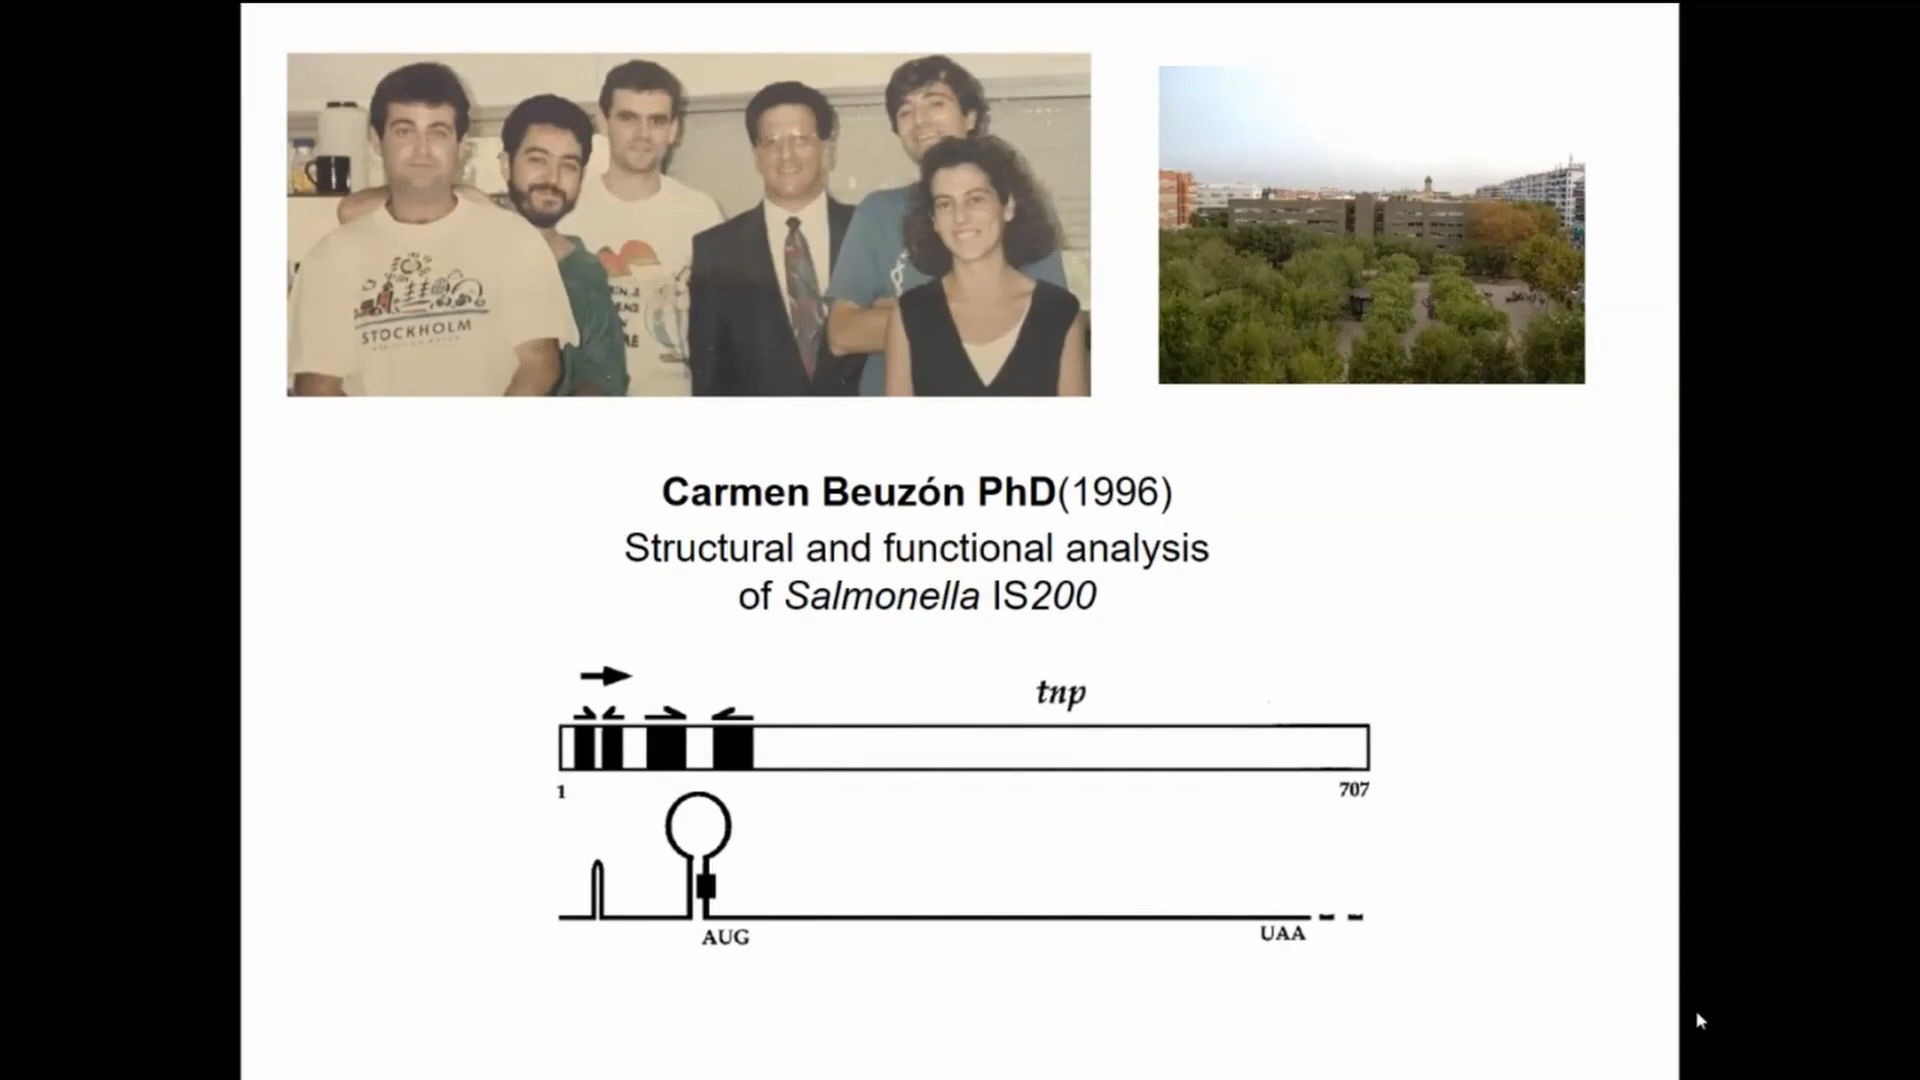 STOCKHOLM
Carmen Beuzón PhD(1996)
Structural and functional analysis
of Salmonella IS200
tnp
1
707
AUG
UAA